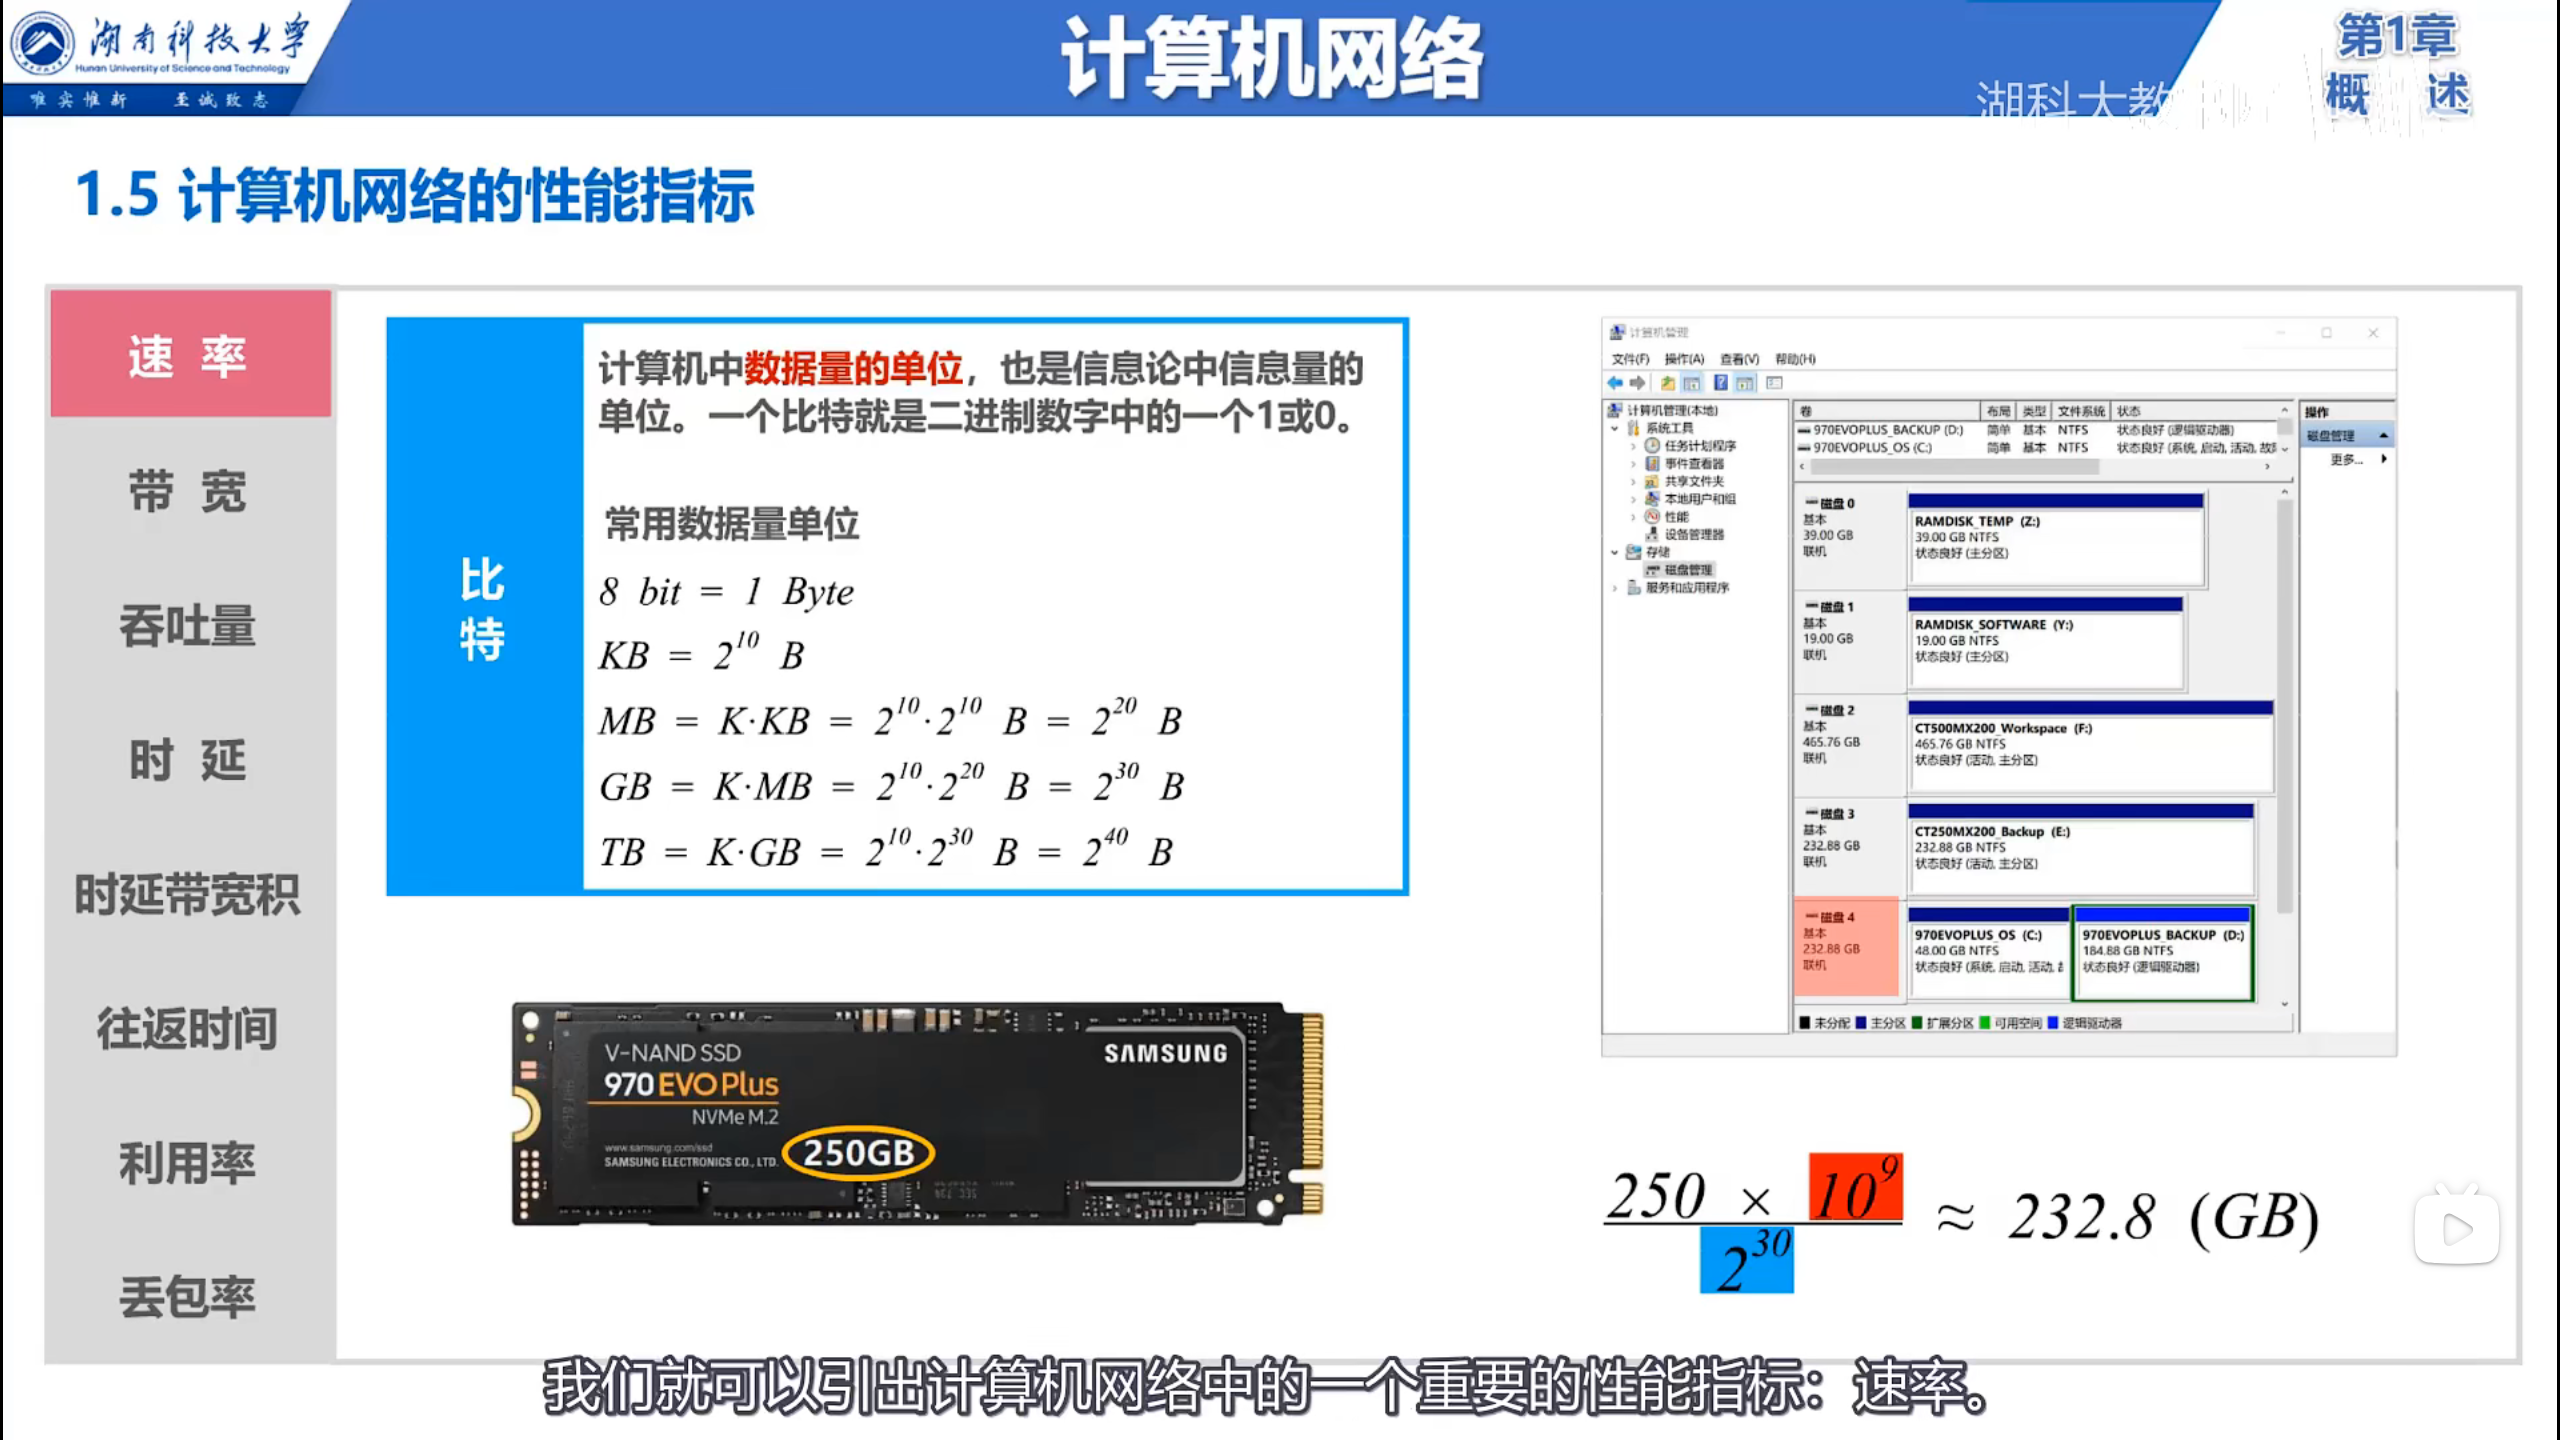 湖南科技大学
Hunan University of Science and Technology
唯实惟新 至诚致志
计算机网络
第1章
概 述
湖科大教
1.5 计算机网络的性能指标
速 率
带 宽
吞吐量
时 延
时延带宽积
往返时间
利用率
丢包率
比特
计算机中数据量的单位，也是信息论中信息量的
单位。一个比特就是二进制数字中的一个1或0。
常用数据量单位
8 bit = 1 Byte
KB = 2^10 B
MB = K·KB = 2^10·2^10 B = 2^20 B
GB = K·MB = 2^10·2^20 B = 2^30 B
TB = K·GB = 2^10·2^30 B = 2^40 B
V-NAND SSD
970 EVO Plus
NVMe M.2
www.samsung.com/ssd
SAMSUNG ELECTRONICS CO., LTD.
250GB
SAMSUNG
计算机管理
文件(F) 操作(A) 查看(V) 帮助(H)
计算机管理(本地)
系统工具
任务计划程序
事件查看器
共享文件夹
本地用户和组
性能
设备管理器
存储
磁盘管理
服务和应用程序
卷 布局 类型 文件系统 状态
970EVOPLUS_BACKUP (D:) 简单 基本 NTFS 状态良好 (逻辑驱动器)
970EVOPLUS_OS (C:) 简单 基本 NTFS 状态良好 (系统, 启动, 活动, 故
操作
磁盘管理
更多...
磁盘 0
基本
39.00 GB
联机
RAMDISK_TEMP (Z:)
39.00 GB NTFS
状态良好 (主分区)
磁盘 1
基本
19.00 GB
联机
RAMDISK_SOFTWARE (Y:)
19.00 GB NTFS
状态良好 (主分区)
磁盘 2
基本
465.76 GB
联机
CT500MX200_Workspace (F:)
465.76 GB NTFS
状态良好 (活动, 主分区)
磁盘 3
基本
232.88 GB
联机
CT250MX200_Backup (E:)
232.88 GB NTFS
状态良好 (活动, 主分区)
磁盘 4
基本
232.88 GB
联机
970EVOPLUS_OS (C:)
48.00 GB NTFS
状态良好 (系统, 启动, 活动,
970EVOPLUS_BACKUP (D:)
184.88 GB NTFS
状态良好 (逻辑驱动器)
未分配 主分区 扩展分区 可用空间 逻辑驱动器
250 × 10^9
2^30
≈ 232.8 (GB)
我们就可以引出计算机网络中的一个重要的性能指标：速率。